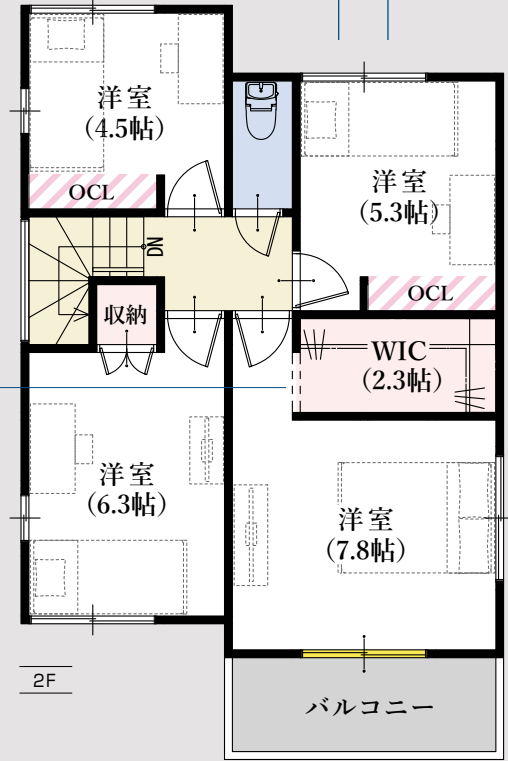 洋室
(4.5帖)
OCL
洋室
(5.3帖)
OCL
DN
収納
WIC
(2.3帖)
洋室
(6.3帖)
洋室
(7.8帖)
2F
バルコニー